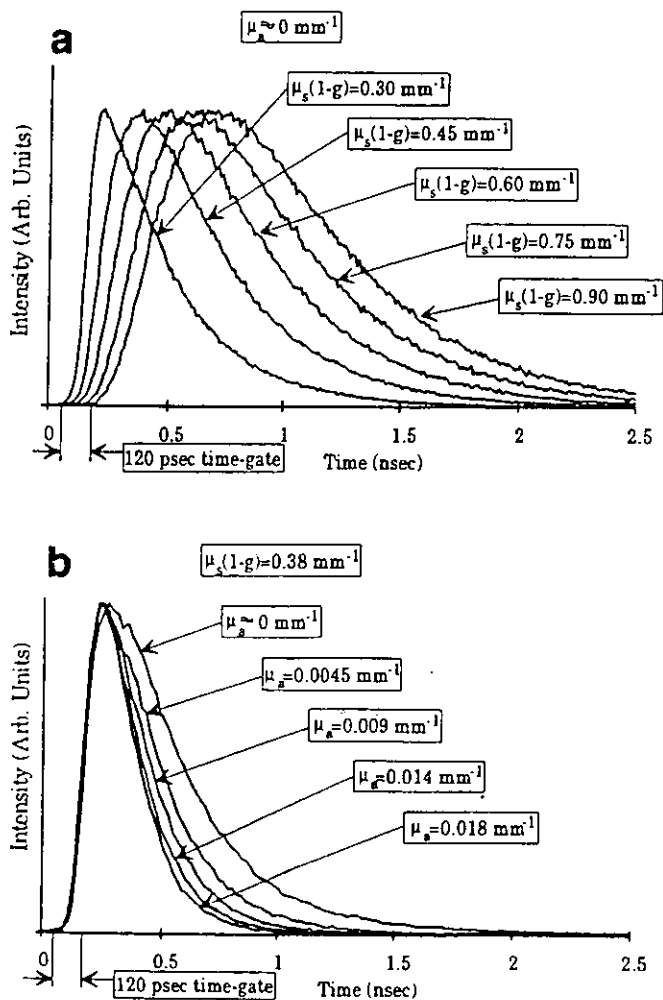 a
μa≈0 mm-1
μs(1-g)=0.30 mm-1
μs(1-g)=0.45 mm-1
μs(1-g)=0.60 mm-1
μs(1-g)=0.75 mm-1
μs(1-g)=0.90 mm-1
Intensity (Arb. Units)
0 0.5 1 1.5 2 2.5
120 psec time-gate
Time (nsec)
b
μs(1-g)=0.38 mm-1
μa≈0 mm-1
μa=0.0045 mm-1
μa=0.009 mm-1
μa=0.014 mm-1
μa=0.018 mm-1
Intensity (Arb. Units)
0 0.5 1 1.5 2 2.5
120 psec time-gate
Time (nsec)